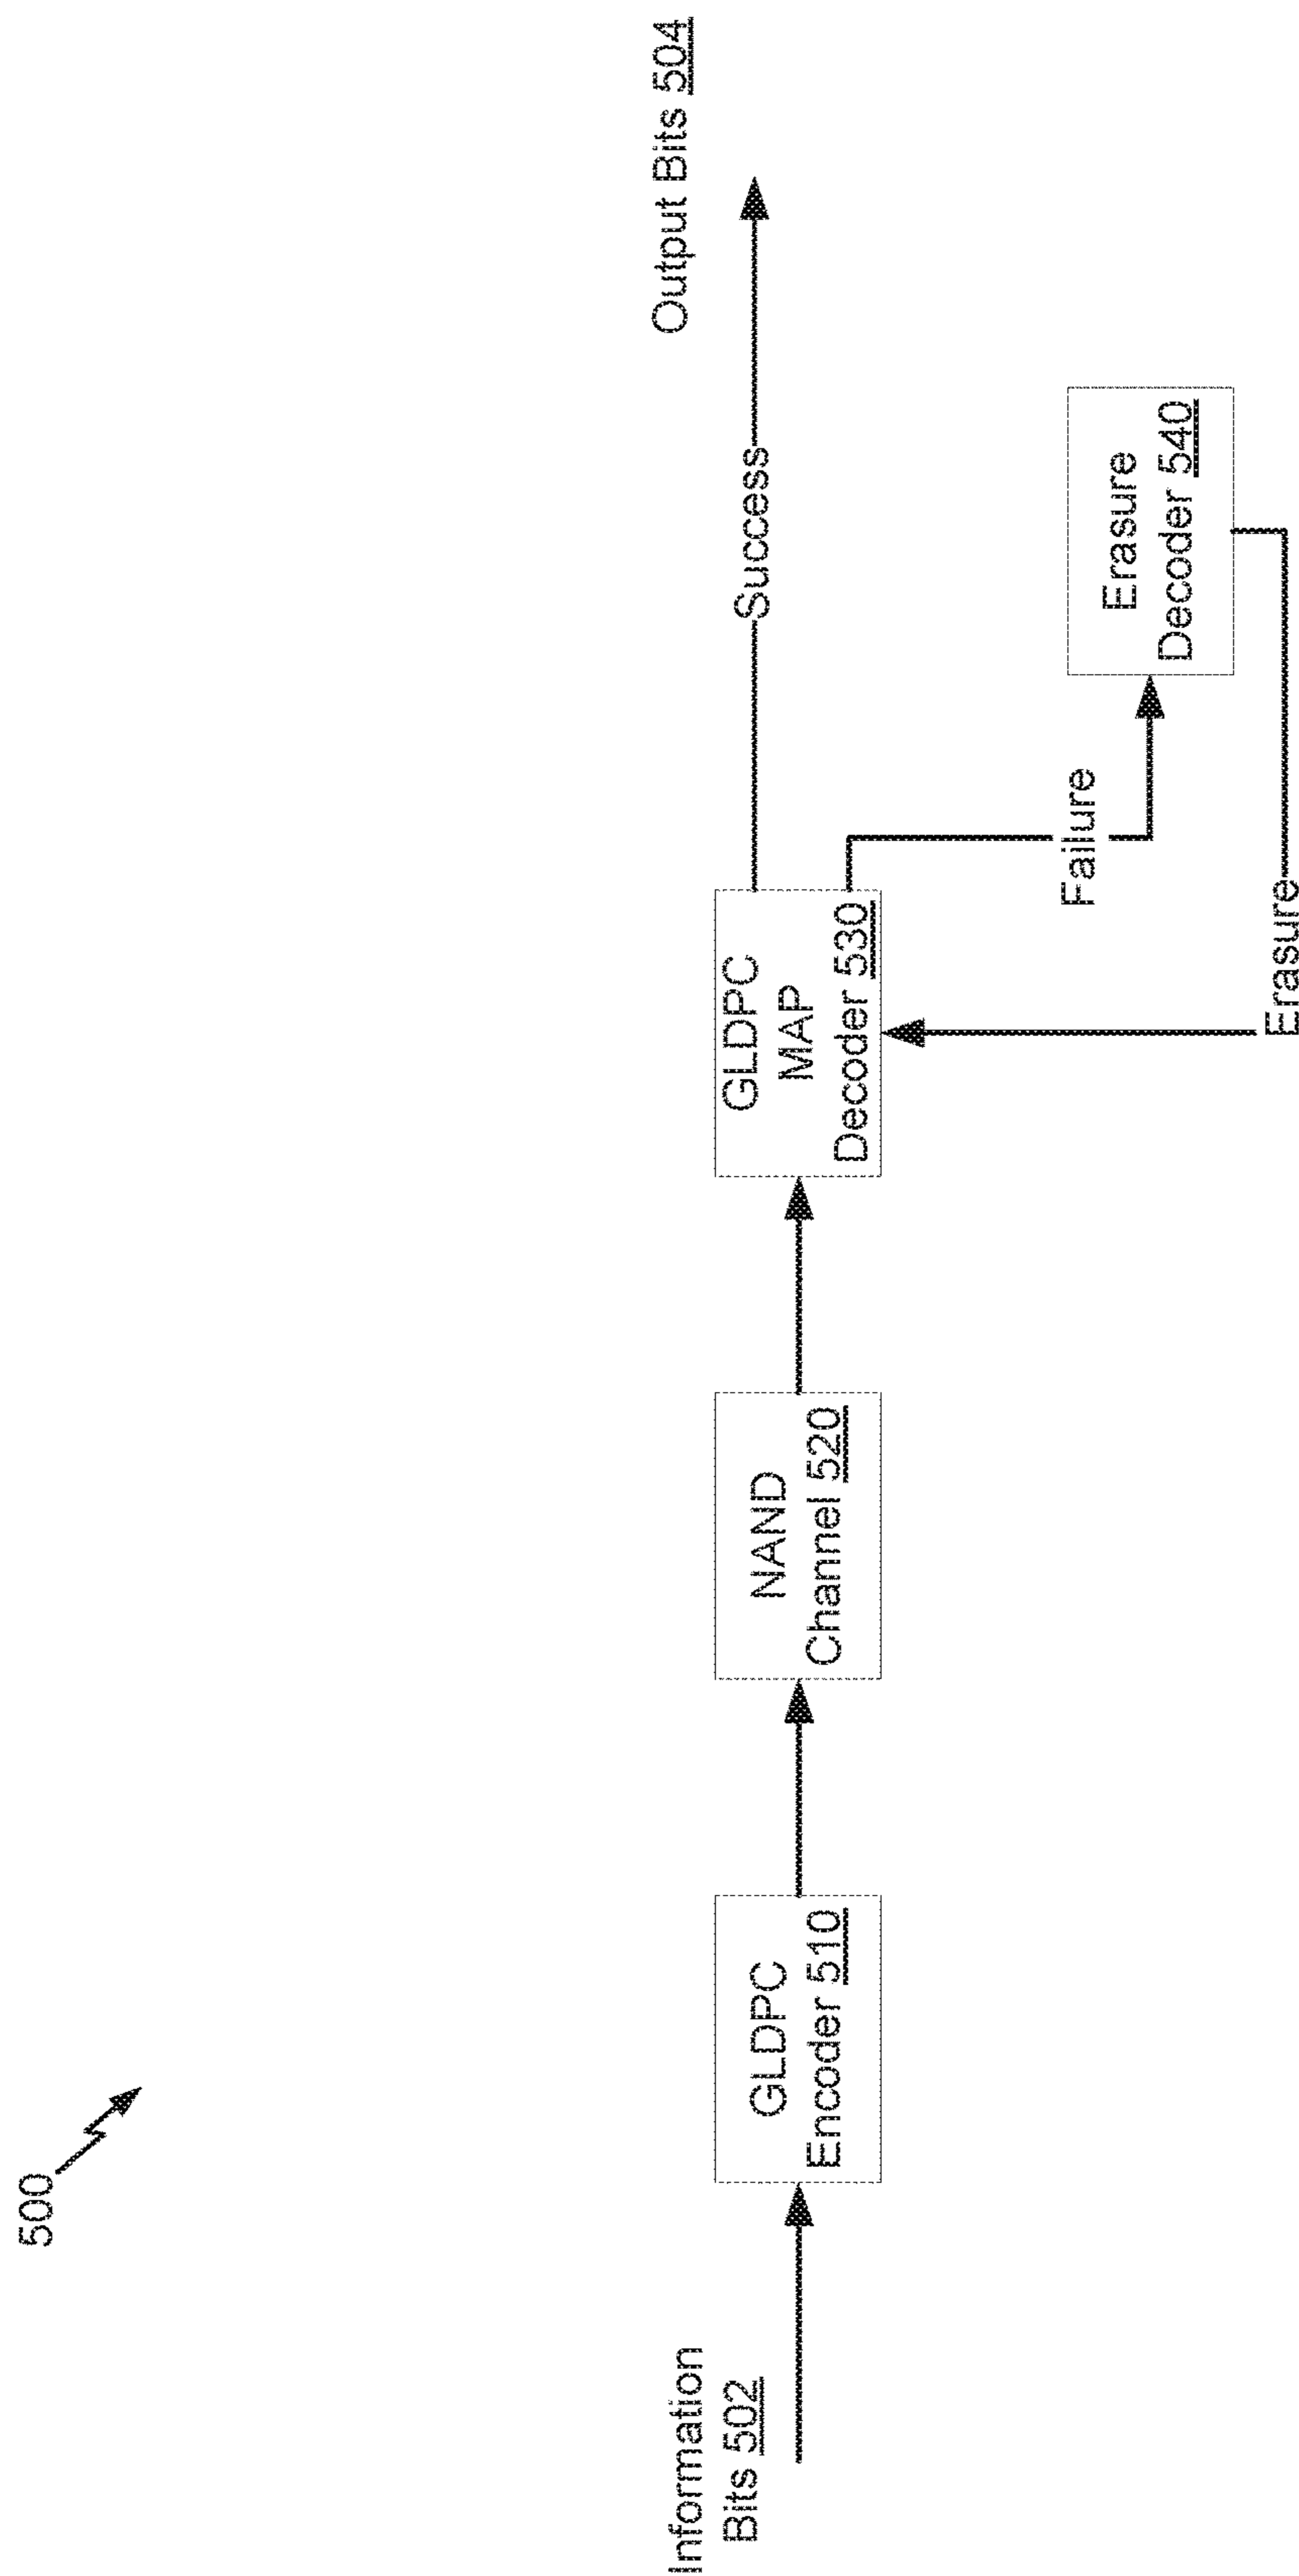 500
Information
Bits 502
GLDPC
Encoder 510
NAND
Channel 520
GLDPC
MAP
Decoder 530
Success
Output Bits 504
Failure
Erasure
Decoder 540
Erasure